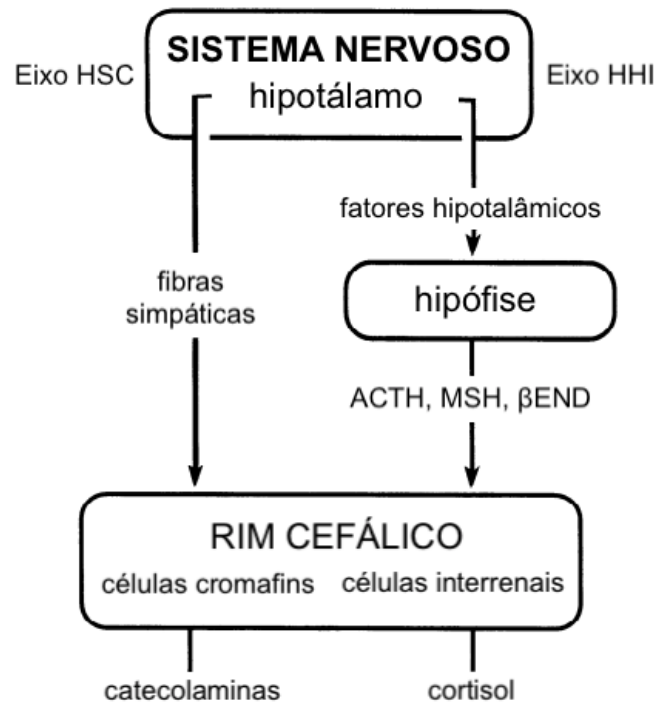 SISTEMA NERVOSO
Eixo HSC
hipotálamo
Eixo HHI
fatores hipotalâmicos
fibras
simpáticas
hipófise
ACTH, MSH, βEND
RIM CEFÁLICO
células cromafins
células interrenais
catecolaminas
cortisol